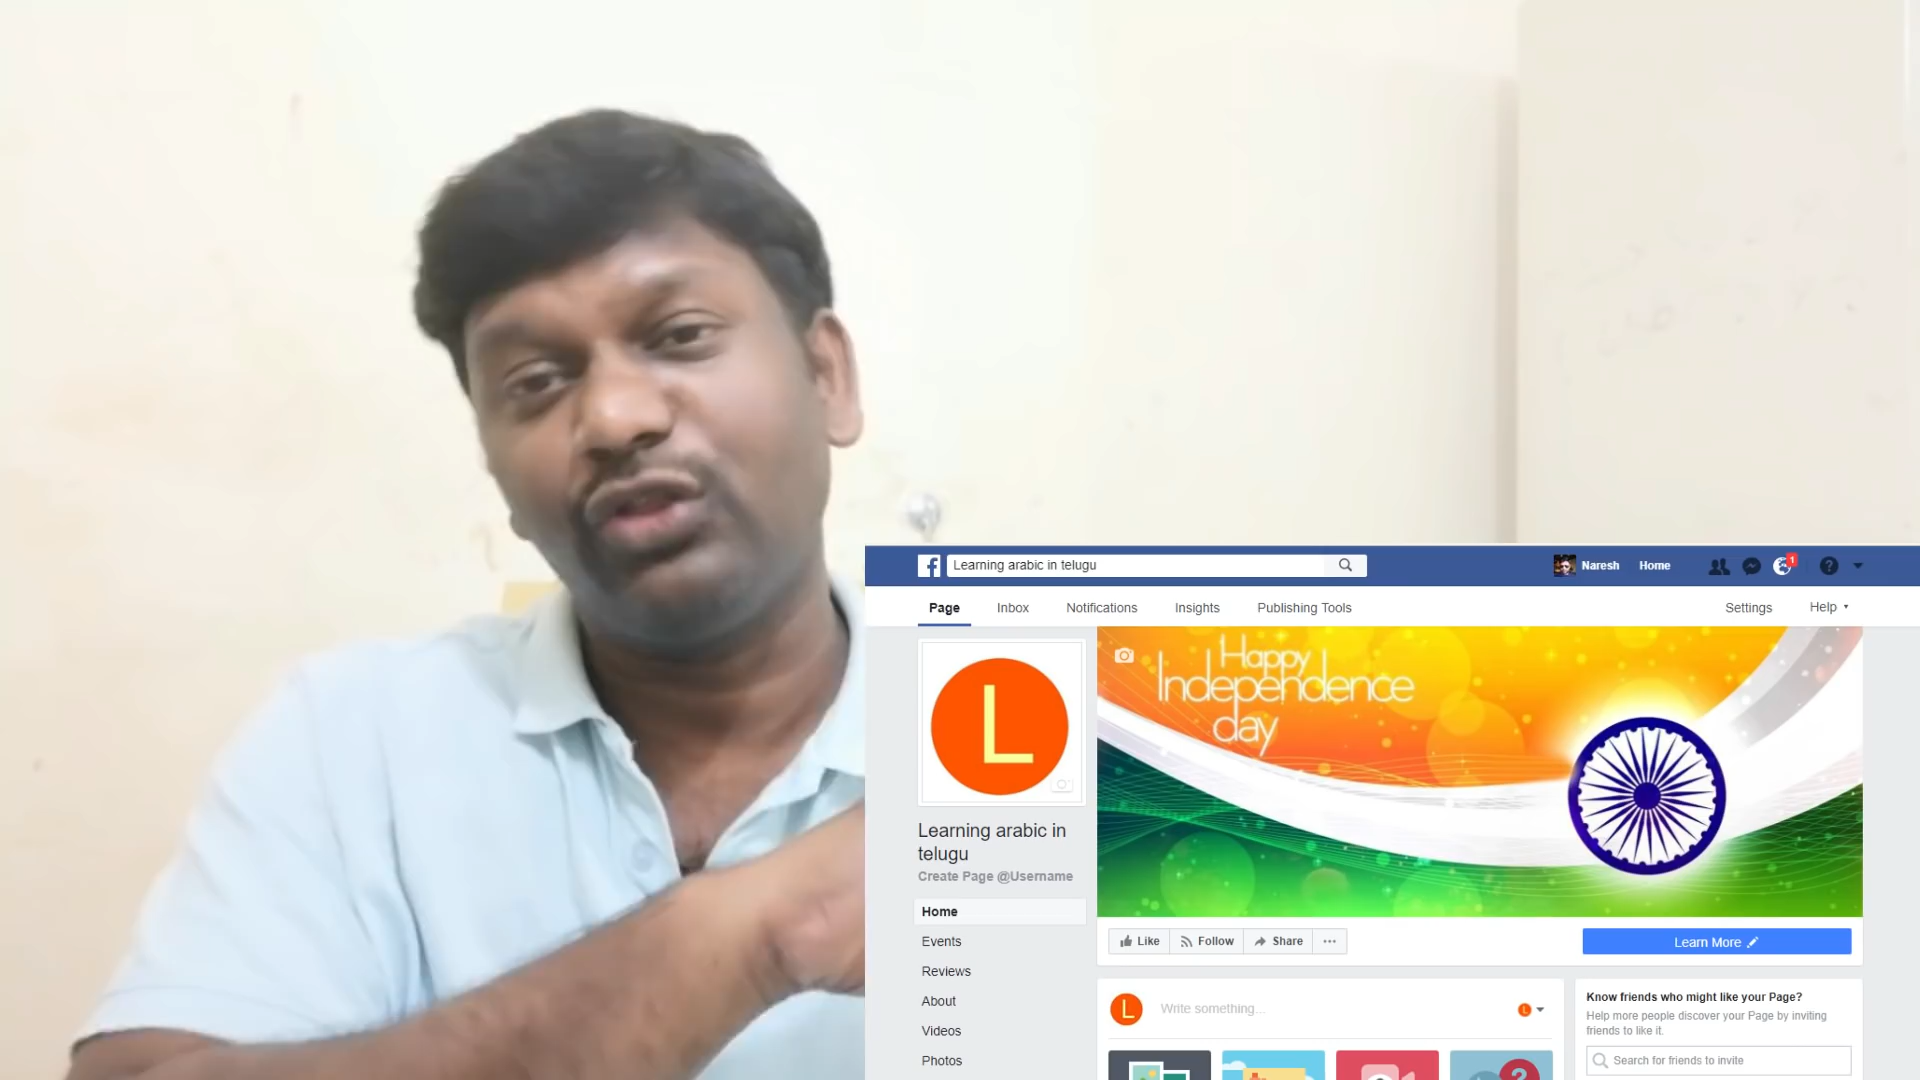 Learning arabic in telugu
Naresh Home
1
Page Inbox Notifications Insights Publishing Tools Settings Help
Happy
Independence
day
L
Learning arabic in
telugu
Create Page @Username
Home
Events
Reviews
About
Videos
Photos
Like Follow Share
Learn More
L Write something... L
Know friends who might like your Page?
Help more people discover your Page by inviting
friends to like it.
Search for friends to invite
?